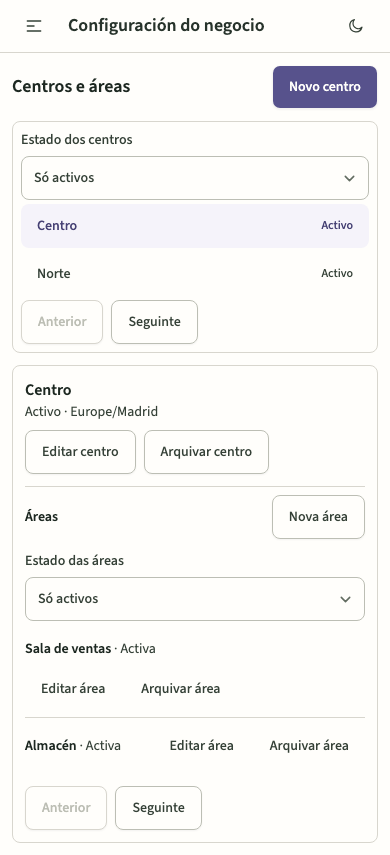 Configuración do negocio
Centros e áreas
Novo centro
Estado dos centros
Só activos
Centro
Activo
Norte
Activo
Anterior
Seguinte
Centro
Activo · Europe/Madrid
Editar centro
Arquivar centro
Áreas
Nova área
Estado das áreas
Só activos
Sala de ventas · Activa
Editar área
Arquivar área
Almacén · Activa
Editar área
Arquivar área
Anterior
Seguinte